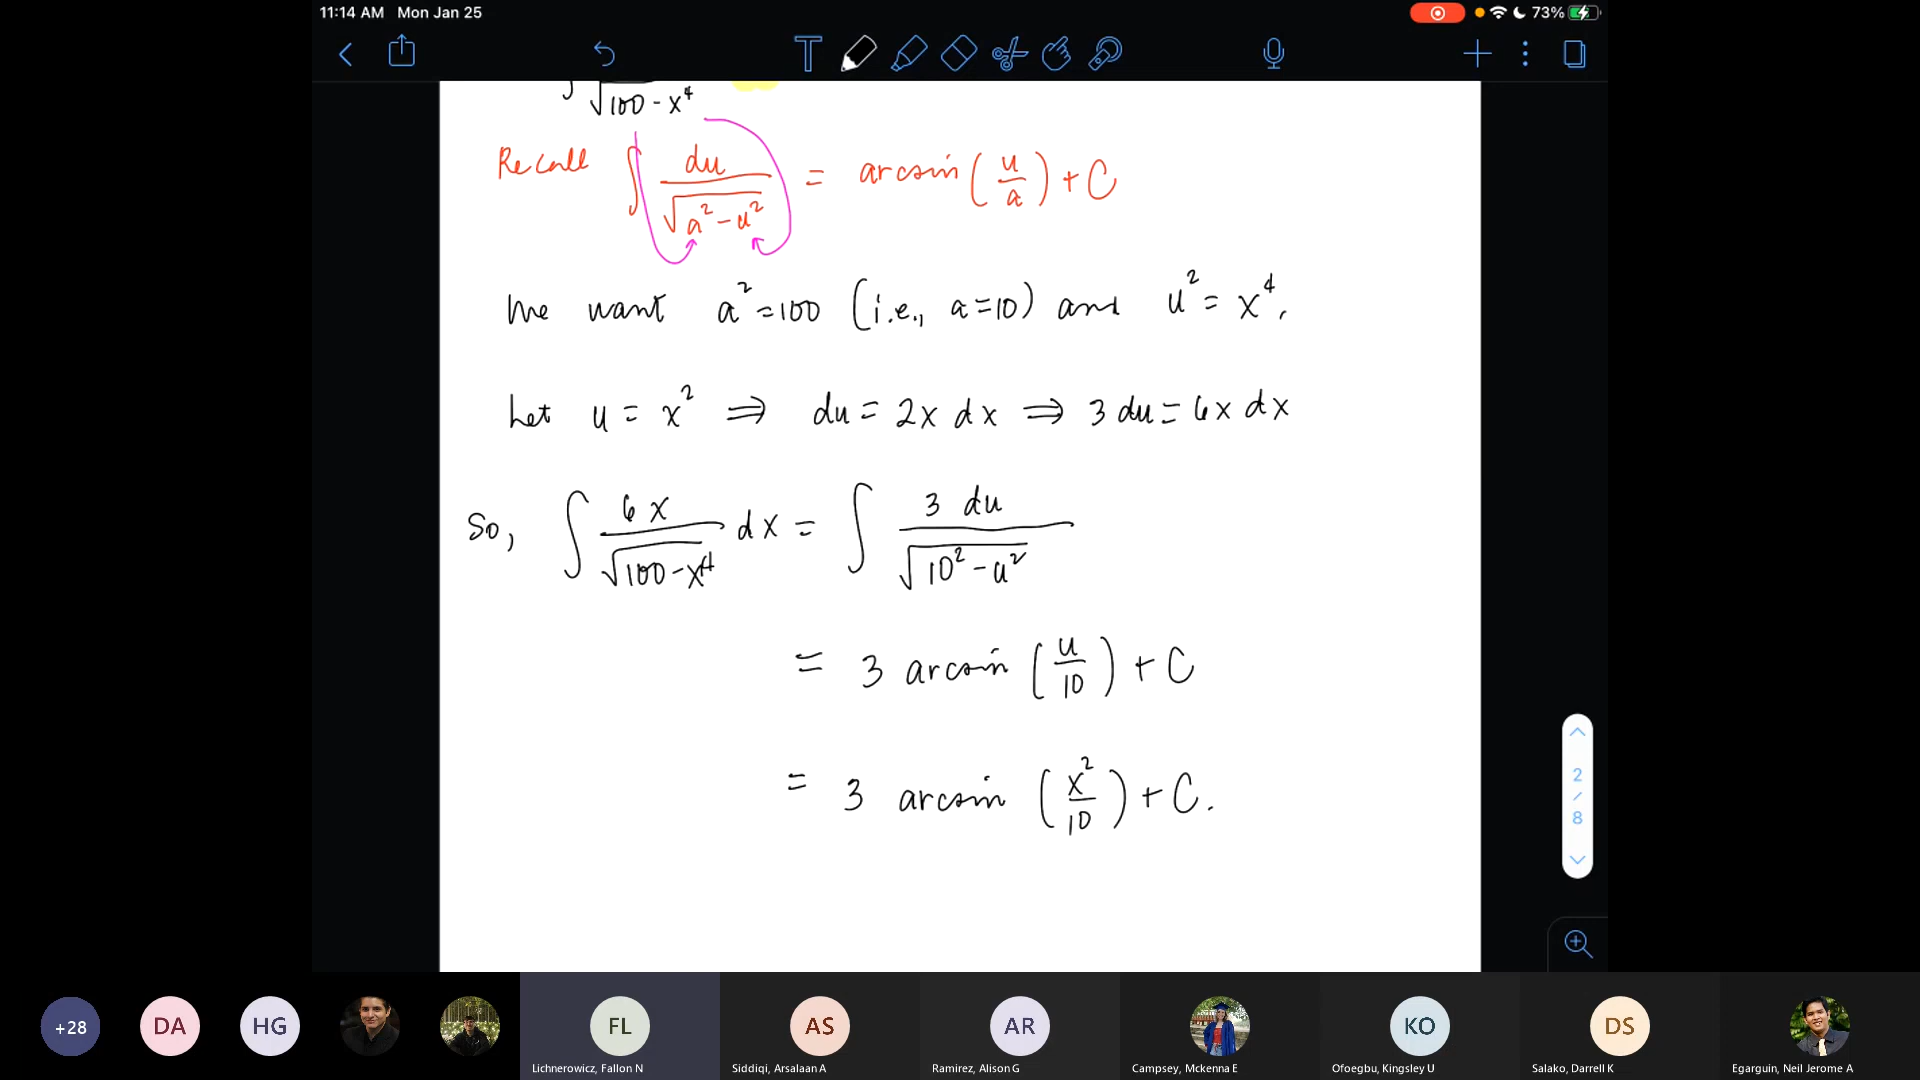 11:14 AM Mon Jan 25 73%
∫ √100 - x⁴
Recall ∫ du / √a² - u² = arcsin(u/a) + C
We want a² = 100 (i.e., a = 10) and u² = x⁴.
Let u = x² ⟹ du = 2x dx ⟹ 3 du = 6x dx
So, ∫ 6x / √100 - x⁴ dx = ∫ 3 du / √10² - u²
= 3 arcsin (u/10) + C
= 3 arcsin (x²/10) + C.
2 / 8
+28 DA HG FL AS AR KO DS
Lichnerowicz, Fallon N Siddiqi, Arsalaan A Ramirez, Alison G Campsey, Mckenna E Ofoegbu, Kingsley U Salako, Darrell K Egarguin, Neil Jerome A